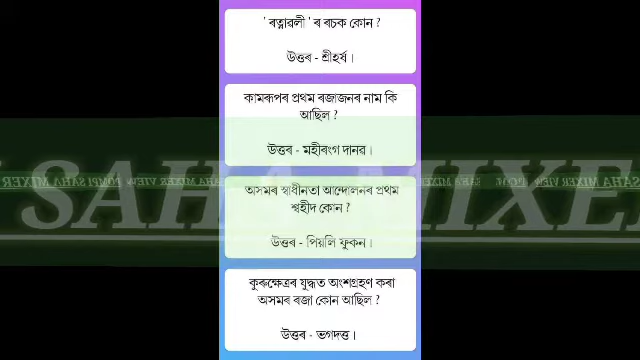 ' ৰত্নাৱলী ' ৰ ৰচক কোন ?
উত্তৰ - শ্ৰীহৰ্ষ।
কামৰূপৰ প্ৰথম ৰজাজনৰ নাম কি
আছিল ?
উত্তৰ - মহীৰংগ দানৱ।
অসমৰ স্বাধীনতা আন্দোলনৰ প্ৰথম
শ্বহীদ কোন ?
উত্তৰ - পিয়লি ফুকন।
কুৰুক্ষেত্ৰৰ যুদ্ধত অংশগ্ৰহণ কৰা
অসমৰ ৰজা কোন আছিল ?
উত্তৰ - ভগদত্ত।
SAHA MIXER